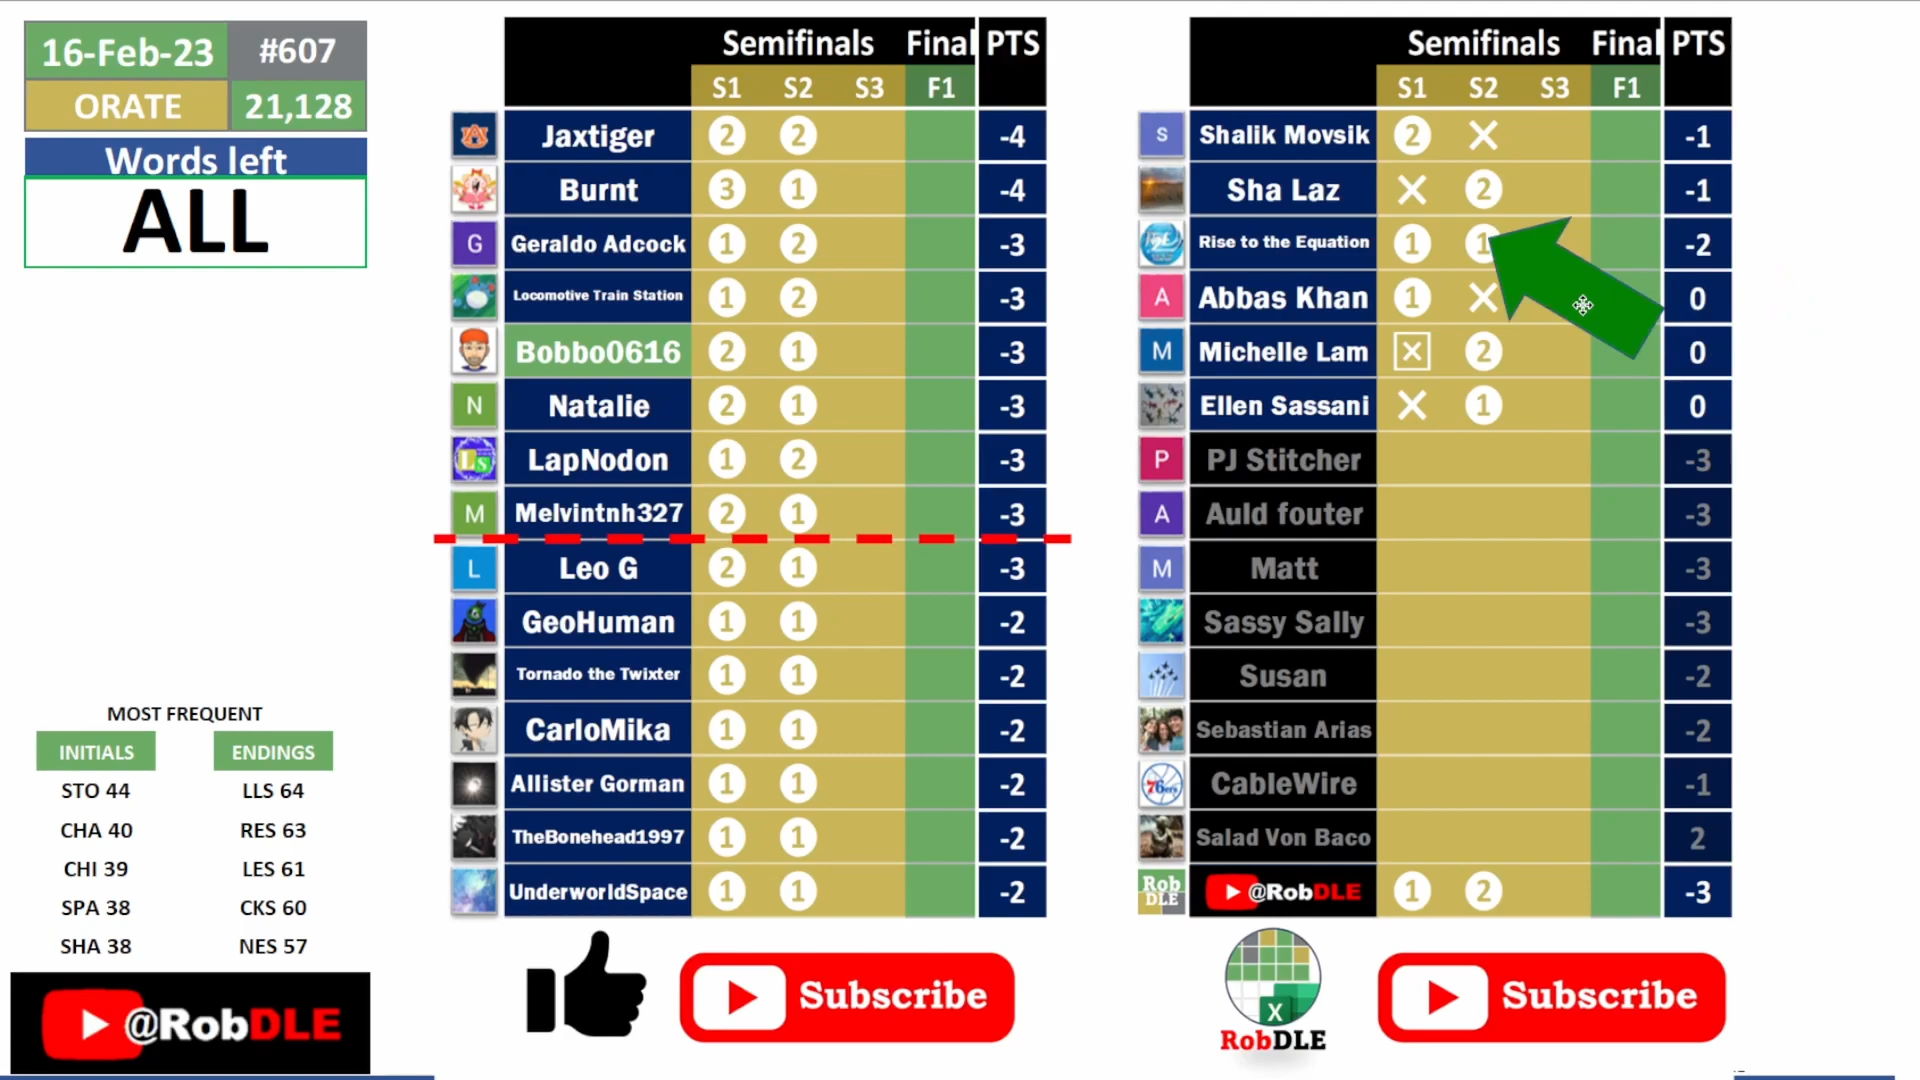 16-Feb-23 #607
ORATE 21,128
Words left
ALL
MOST FREQUENT
INITIALS ENDINGS
STO 44 LLS 64
CHA 40 RES 63
CHI 39 LES 61
SPA 38 CKS 60
SHA 38 NES 57
@RobDLE
Semifinals Final PTS
S1 S2 S3 F1
Jaxtiger 2 2 -4
Burnt 3 1 -4
G Geraldo Adcock 1 2 -3
Locomotive Train Station 1 2 -3
Bobbo0616 2 1 -3
N Natalie 2 1 -3
LS LapNodon 1 2 -3
M Melvintnh327 2 1 -3
L Leo G 2 1 -3
GeoHuman 1 1 -2
Tornado the Twixter 1 1 -2
CarloMika 1 1 -2
Allister Gorman 1 1 -2
TheBonehead1997 1 1 -2
UnderworldSpace 1 1 -2
Subscribe
Semifinals Final PTS
S1 S2 S3 F1
S Shalik Movsik 2 X -1
Sha Laz X 2 -1
Rise to the Equation 1 1 -2
A Abbas Khan 1 X 0
M Michelle Lam X 2 0
Ellen Sassani X 1 0
P PJ Stitcher -3
A Auld fouter -3
M Matt -3
Sassy Sally -3
Susan -2
Sebastian Arias -2
76ers CableWire -1
Salad Von Baco 2
Rob DLE @RobDLE 1 2 -3
X
RobDLE
Subscribe